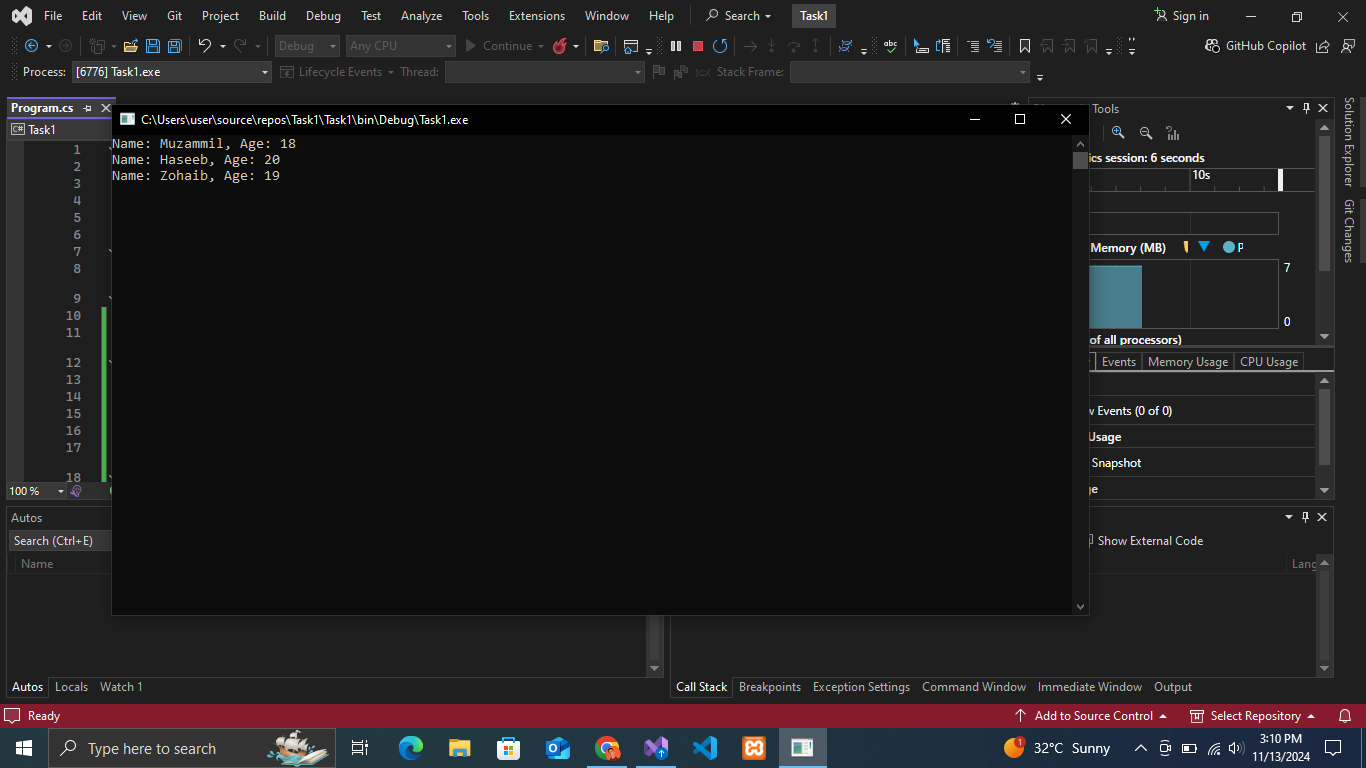 File Edit View Git Project Build Debug Test Analyze Tools Extensions Window Help Search Task1 Sign in
Debug Any CPU Continue GitHub Copilot
Process: [6776] Task1.exe Lifecycle Events Thread: Stack Frame:
Program.cs
Task1
C:\Users\user\source\repos\Task1\Task1\bin\Debug\Task1.exe
Name: Muzammil, Age: 18
Name: Haseeb, Age: 20
Name: Zohaib, Age: 19
1
2
3
4
5
6
7
8
9
10
11
12
13
14
15
16
17
18
100 %
Tools
session: 6 seconds
10s
Memory (MB)
P
7
0
of all processors)
Events Memory Usage CPU Usage
Events (0 of 0)
Usage
Snapshot
Solution Explorer
Git Changes
Autos
Search (Ctrl+E)
Name
Show External Code
Lang
Autos Locals Watch 1
Call Stack Breakpoints Exception Settings Command Window Immediate Window Output
Ready Add to Source Control Select Repository
Type here to search
1
32°C Sunny
3:10 PM
11/13/2024